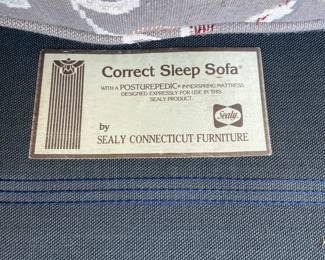 Correct Sleep Sofa®
WITH A POSTUREPEDIC® INNERSPRING MATTRESS
DESIGNED EXPRESSLY FOR USE IN THIS
SEALY PRODUCT.
Sealy
by
SEALY CONNECTICUT FURNITURE